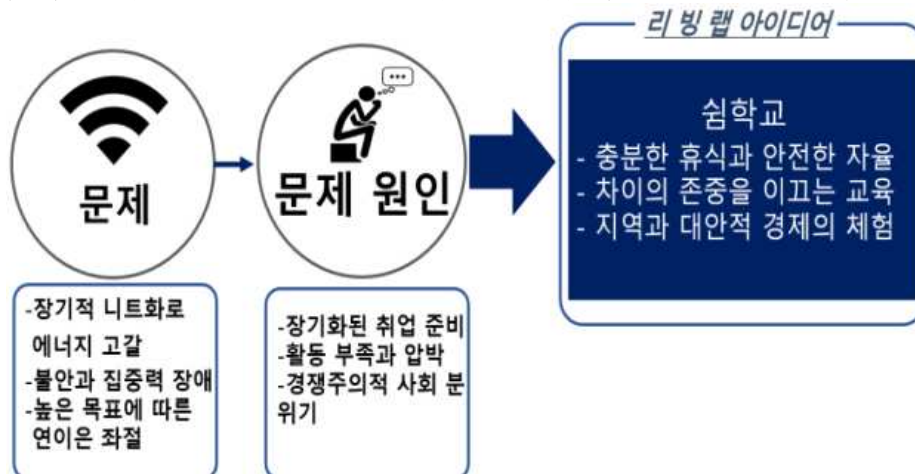 리 빙 랩 아이디어
문제
문제 원인
쉼학교
- 충분한 휴식과 안전한 자율
- 차이의 존중을 이끄는 교육
- 지역과 대안적 경제의 체험
-장기적 니트화로
에너지 고갈
-불안과 집중력 장애
-높은 목표에 따른
연이은 좌절
-장기화된 취업 준비
-활동 부족과 압박
-경쟁주의적 사회 분
위기